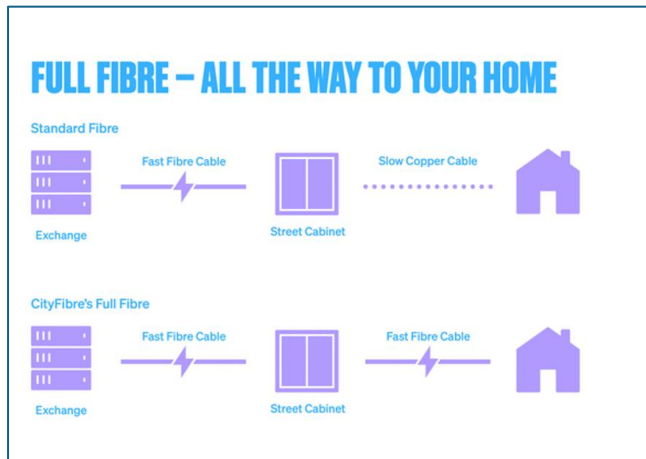 FULL FIBRE – ALL THE WAY TO YOUR HOME
Standard Fibre
Fast Fibre Cable
Slow Copper Cable
Exchange
Street Cabinet
CityFibre's Full Fibre
Fast Fibre Cable
Fast Fibre Cable
Exchange
Street Cabinet